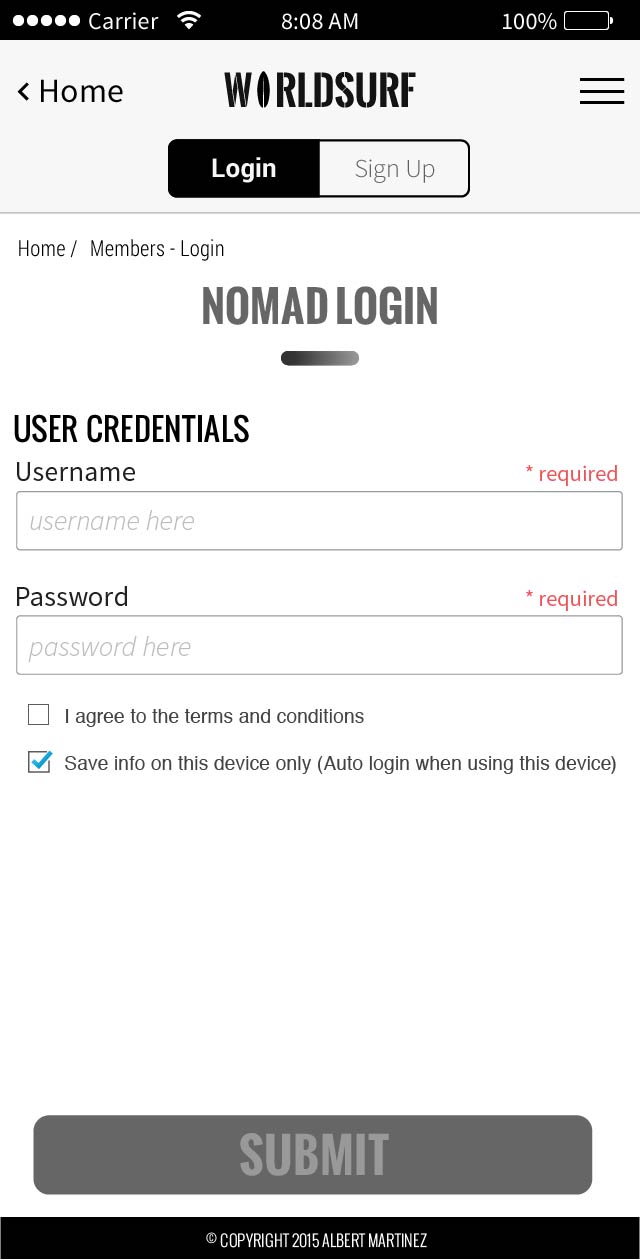 Carrier 8:08 AM 100%
< Home WORLDSURF
Login Sign Up
Home / Members - Login
NOMAD LOGIN
USER CREDENTIALS
Username * required
username here
Password * required
password here
I agree to the terms and conditions
Save info on this device only (Auto login when using this device)
SUBMIT
© COPYRIGHT 2015 ALBERT MARTINEZ